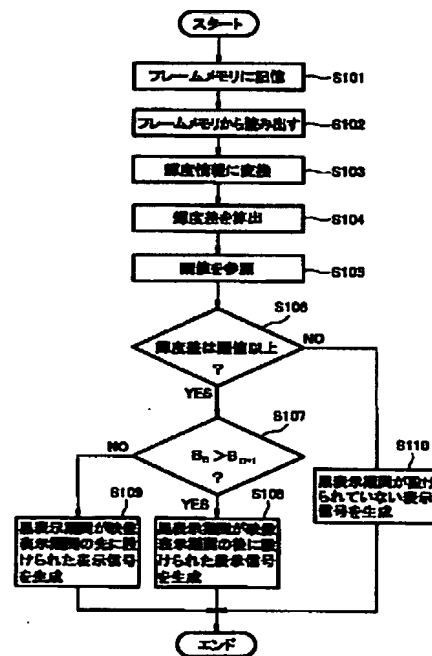 スタート
フレームメモリに記憶
S101
フレームメモリから読み出す
S102
輝度情報に変換
S103
輝度差を算出
S104
閾値を参照
S105
S106
輝度差は閾値以上
?
NO
YES
S107
Bn>Bn+1
?
NO
YES
S109
S108
S110
黒表示期間が映像
表示期間の先に設
けられた表示信号
を生成
黒表示期間が映像
表示期間の後に設
けられた表示信号
を生成
黒表示期間が設け
られていない表示
信号を生成
エンド